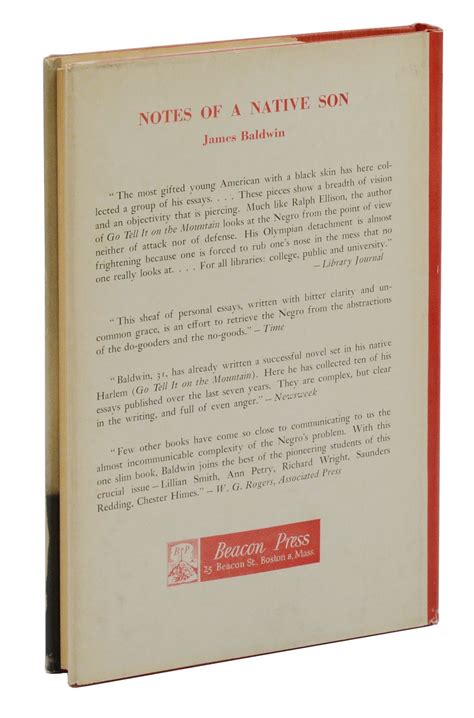 NOTES OF A NATIVE SON
James Baldwin
"The most gifted young American with a black skin has here col-
lected a group of his essays. . . . These pieces show a breadth of vision
and an objectivity that is piercing. Much like Ralph Ellison, the author
of Go Tell It on the Mountain looks at the Negro from the point of view
neither of attack nor of defense. His Olympian detachment is almost
frightening because one is forced to rub one's nose in the mess that no
one really looks at. . . . For all libraries: college, public and university."
– Library Journal
"This sheaf of personal essays, written with bitter clarity and un-
common grace, is an effort to retrieve the Negro from the abstractions
of the do-gooders and the no-goods." – Time
"Baldwin, 31, has already written a successful novel set in his native
Harlem (Go Tell It on the Mountain). Here he has collected ten of his
essays published over the last seven years. They are complex, but clear
in the writing, and full of even anger." – Newsweek
"Few other books have come so close to communicating to us the
almost incommunicable complexity of the Negro's problem. With this
one slim book, Baldwin joins the best of the pioneering students of this
crucial issue – Lillian Smith, Ann Petry, Richard Wright, Saunders
Redding, Chester Himes." – W. G. Rogers, Associated Press
B P
Beacon Press
25 Beacon St., Boston 8, Mass.